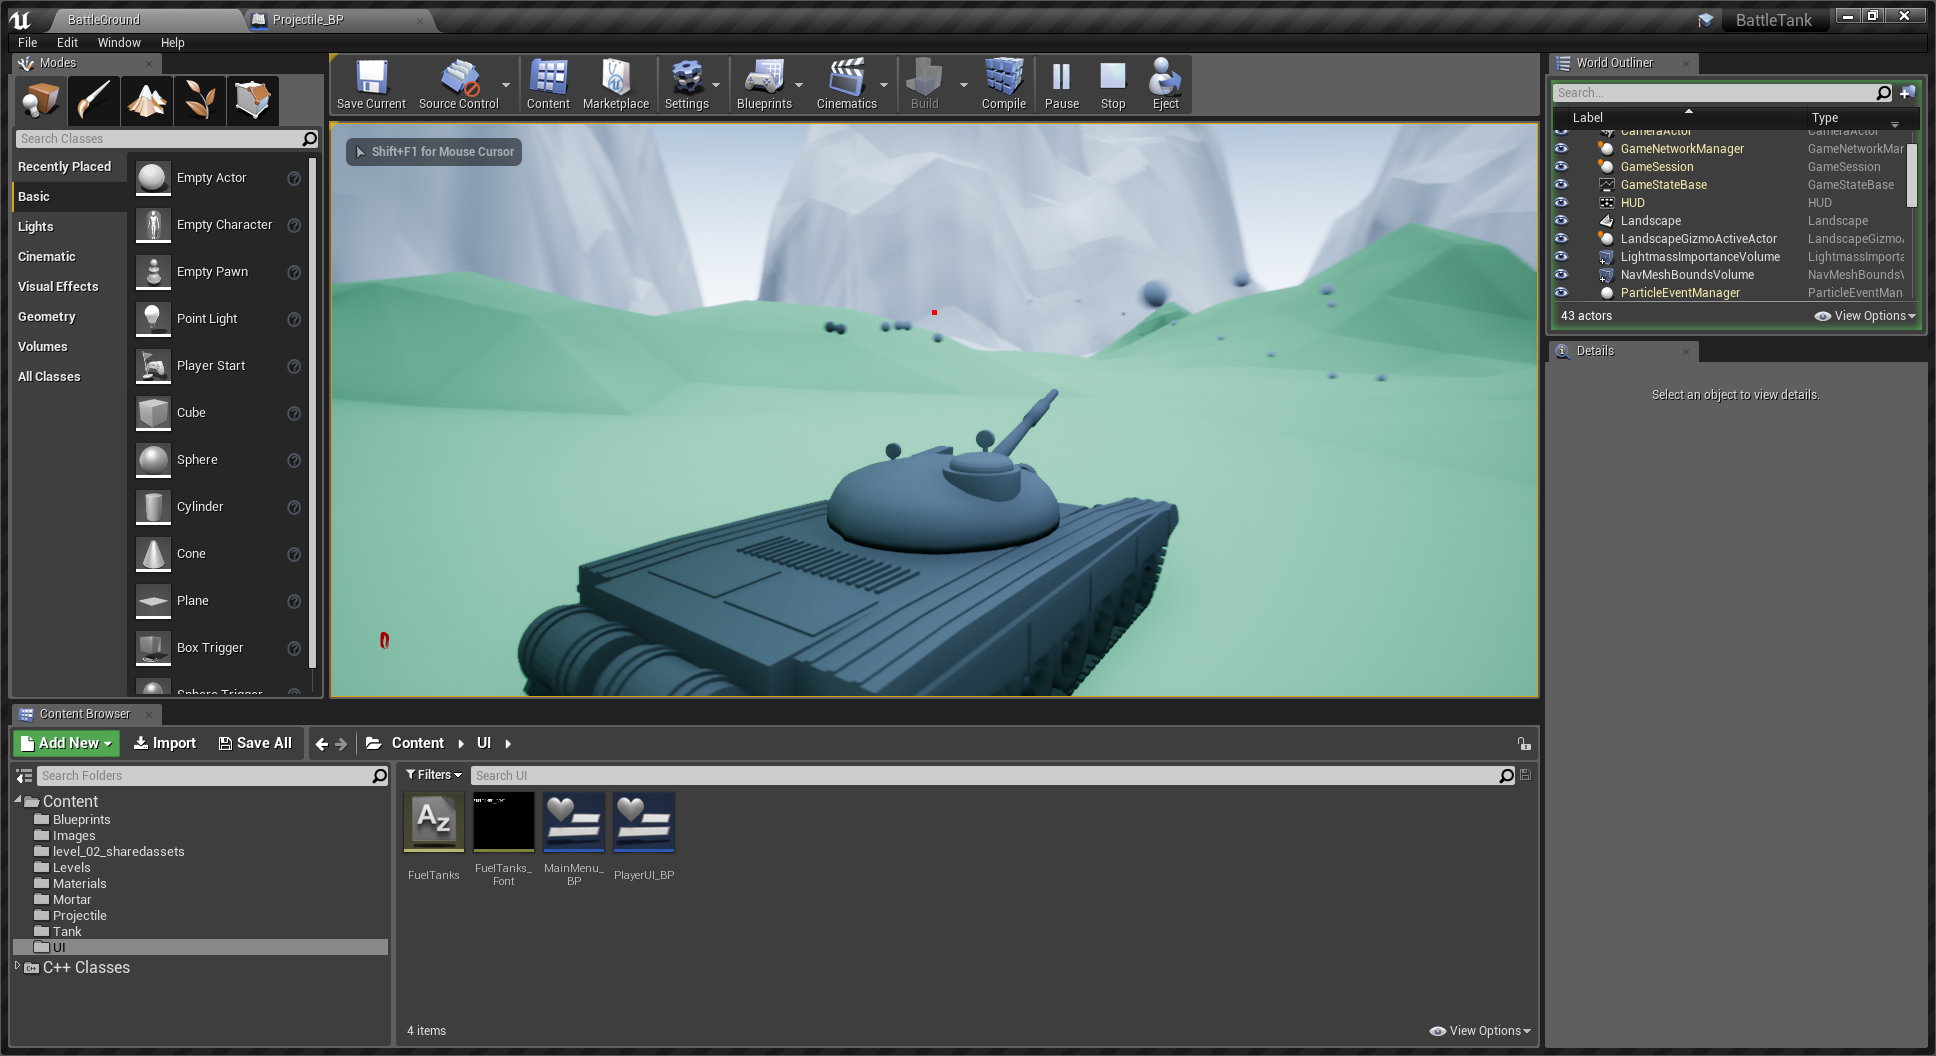 BattleGround
Projectile_BP
BattleTank
File Edit Window Help
Modes
Search Classes
Recently Placed
Basic
Lights
Cinematic
Visual Effects
Geometry
Volumes
All Classes
Empty Actor
Empty Character
Empty Pawn
Point Light
Player Start
Cube
Sphere
Cylinder
Cone
Plane
Box Trigger
Sphere Trigger
Save Current
Source Control
Content
Marketplace
Settings
Blueprints
Cinematics
Build
Compile
Pause
Stop
Eject
Shift+F1 for Mouse Cursor
0
World Outliner
Search...
Label Type
CameraActor CameraActor
GameNetworkManager GameNetworkMar
GameSession GameSession
GameStateBase GameStateBase
HUD HUD
Landscape Landscape
LandscapeGizmoActiveActor LandscapeGizmo
LightmassImportanceVolume LightmassImporta
NavMeshBoundsVolume NavMeshBoundsV
ParticleEventManager ParticleEventMan
43 actors
View Options
Details
Select an object to view details.
Content Browser
Add New
Import
Save All
Content
UI
Search Folders
Content
Blueprints
Images
level_02_sharedassets
Levels
Materials
Mortar
Projectile
Tank
UI
C++ Classes
Filters
Search UI
FuelTanks
FuelTanks_
Font
MainMenu_
BP
PlayerUI_BP
4 items
View Options